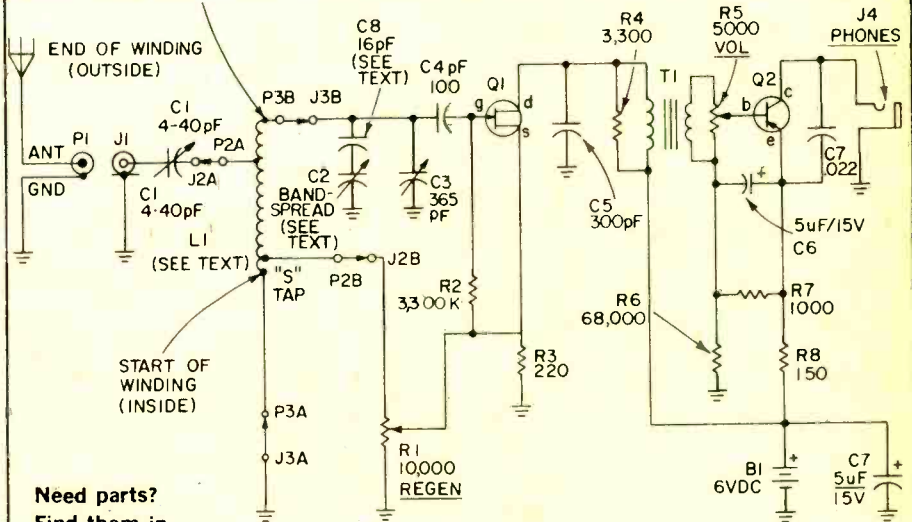 END OF WINDING
(OUTSIDE)
ANT
GND
P1
J1
C1
4-40pF
C1
4-40pF
J2A
P2A
L1
(SEE TEXT)
P3B
J3B
C8
16pF
(SEE
TEXT)
C2
BAND-
SPREAD
(SEE
TEXT)
C3
365
PF
C4 pF
100
Q1
g
d
s
"S"
TAP
P2B
J2B
START OF
WINDING
(INSIDE)
P3A
J3A
R2
3,300K
R1
10,000
REGEN
R3
220
C5
300pF
R4
3,300
T1
R5
5000
VOL
Q2
b
c
e
J4
PHONES
C7
.022
+
5uF/15V
C6
R6
68,000
R7
1000
R8
150
B1
6VDC
+
C7
5uF
15V
+
Need parts?
Find them in